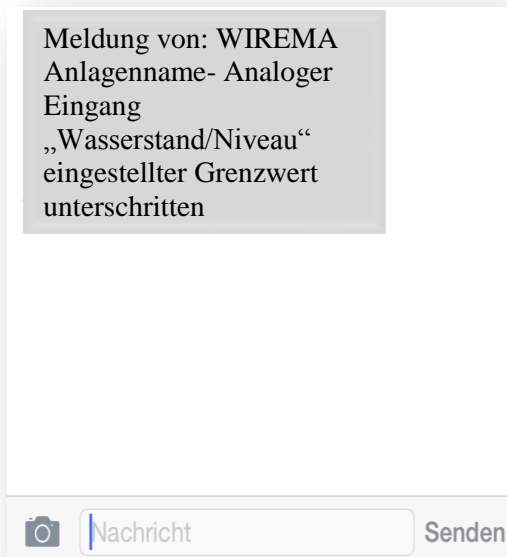 Meldung von: WIREMA
Anlagenname- Analoger
Eingang
„Wasserstand/Niveau“
eingestellter Grenzwert
unterschritten
Nachricht Senden